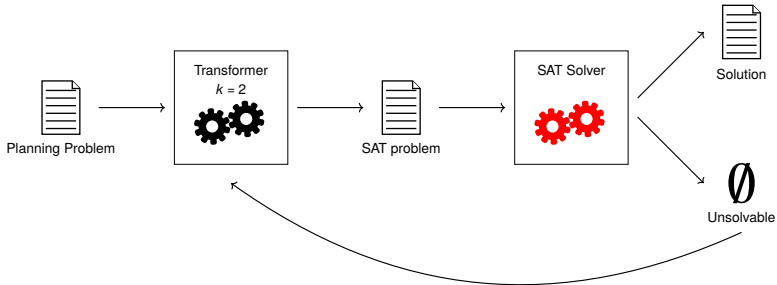 Planning Problem
Transformer
k = 2
SAT problem
SAT Solver
Solution
∅
Unsolvable